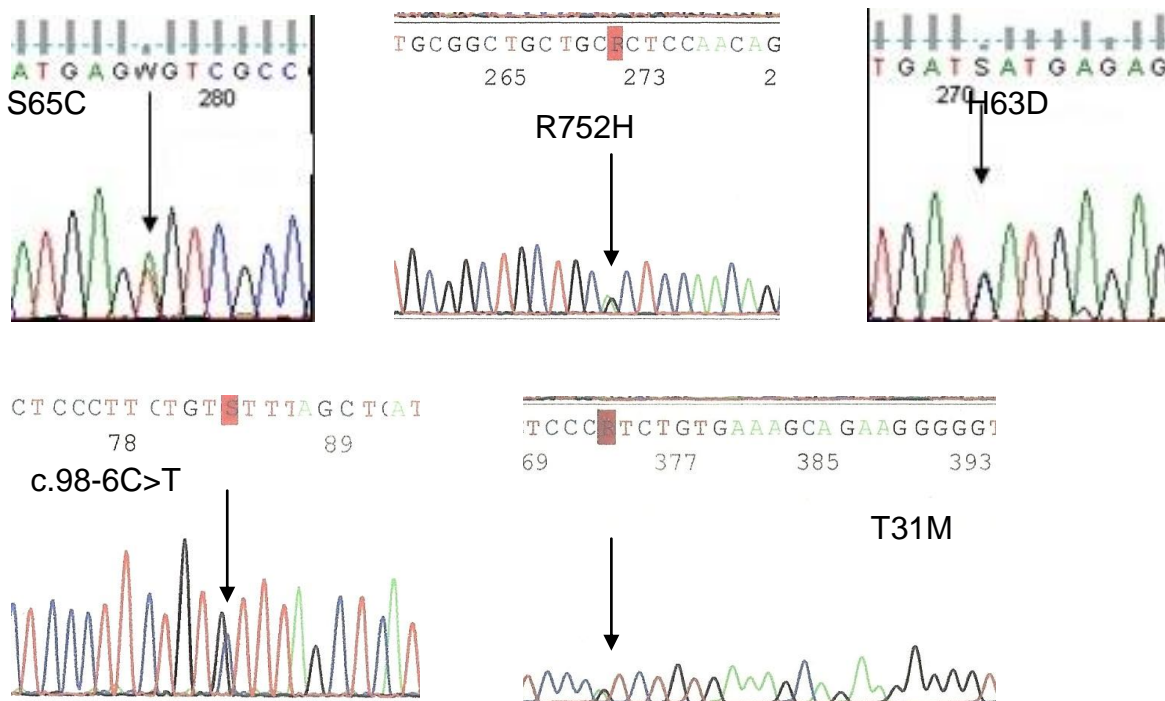 ATGAGWGTCGCC
280
S65C
TGCGGCTGCTGCRCTCCAACAG
265 273 2
R752H
TGATSATGAGAG
270
H63D
CTCCCTTCTGTSTTTAGCTCAT
78 89
c.98-6C>T
TCCCRTCTGTGAAAGCAGAAGGGGGT
69 377 385 393
T31M